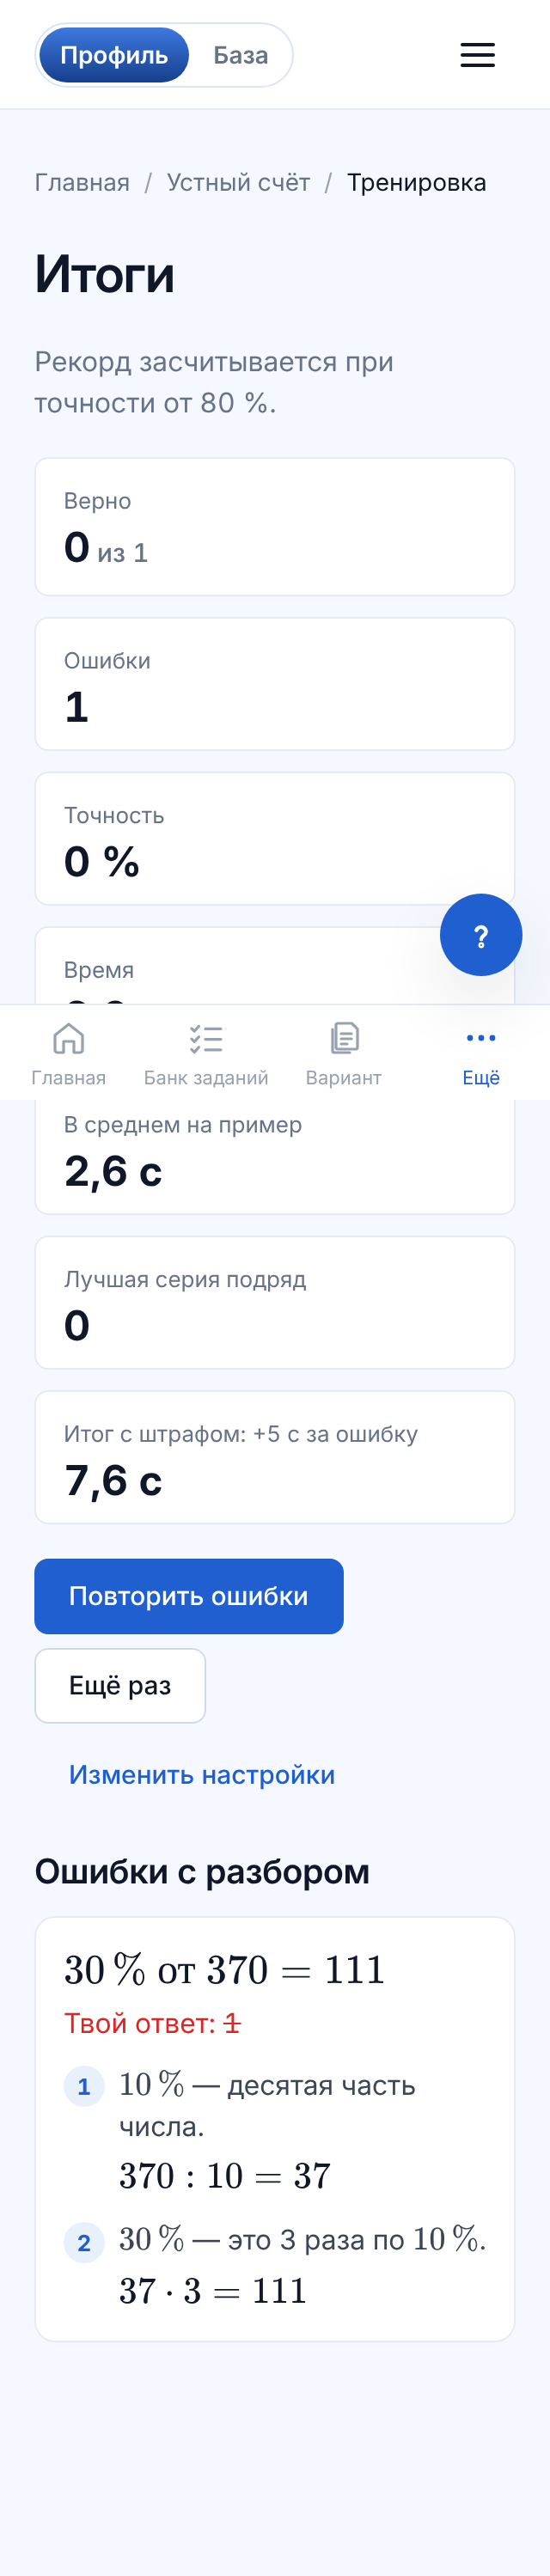 Профиль База
Главная / Устный счёт / Тренировка
Итоги
Рекорд засчитывается при
точности от 80 %.
Верно
0 из 1
Ошибки
1
Точность
0 %
?
Время
Главная Банк заданий Вариант Ещё
В среднем на пример
2,6 с
Лучшая серия подряд
0
Итог с штрафом: +5 с за ошибку
7,6 с
Повторить ошибки
Ещё раз
Изменить настройки
Ошибки с разбором
30 % от 370 = 111
Твой ответ: 1
1 10 % — десятая часть
числа.
370 : 10 = 37
2 30 % — это 3 раза по 10 %.
37 · 3 = 111